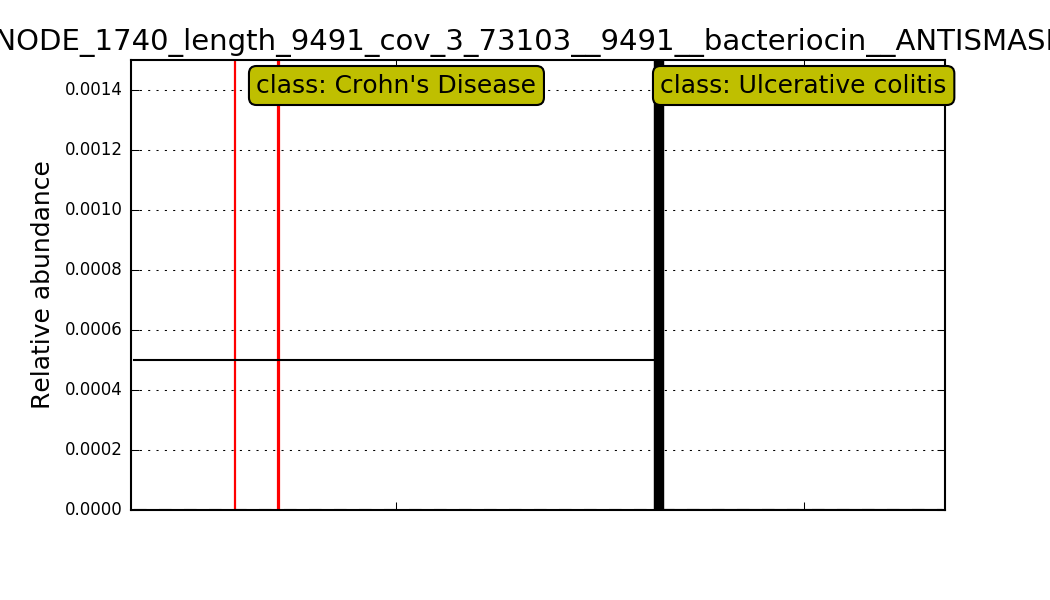 NODE_1740_length_9491_cov_3_73103__9491__bacteriocin__ANTISMAS
class: Crohn's Disease
class: Ulcerative colitis
0.0014
0.0012
0.0010
0.0008
0.0006
0.0004
0.0002
0.0000
Relative abundance